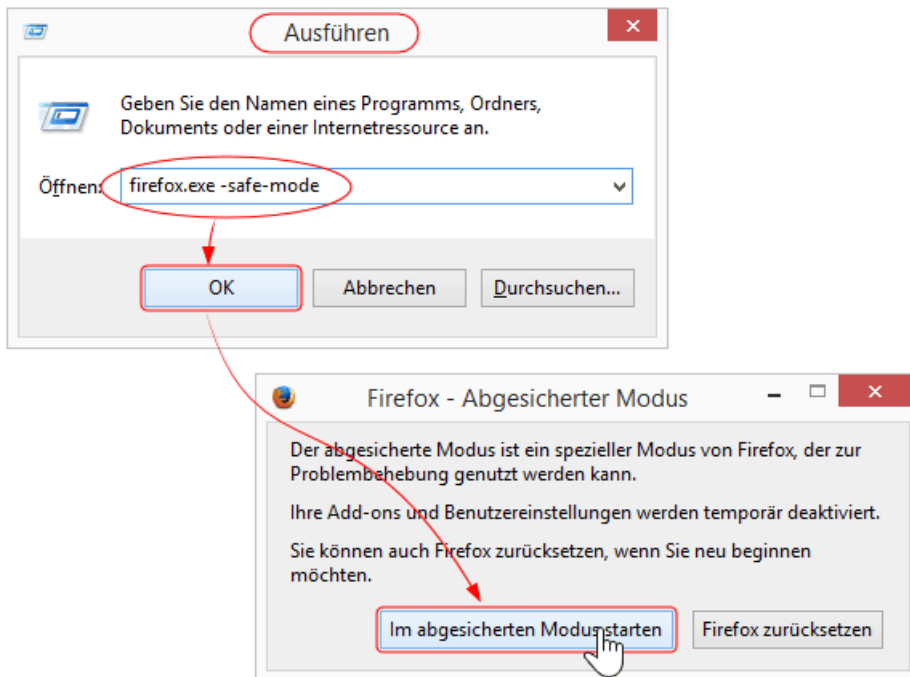 Ausführen
Geben Sie den Namen eines Programms, Ordners,
Dokuments oder einer Internetressource an.
Öffnen: firefox.exe -safe-mode
OK Abbrechen Durchsuchen...
Firefox - Abgesicherter Modus
Der abgesicherte Modus ist ein spezieller Modus von Firefox, der zur
Problembehebung genutzt werden kann.
Ihre Add-ons und Benutzereinstellungen werden temporär deaktiviert.
Sie können auch Firefox zurücksetzen, wenn Sie neu beginnen
möchten.
Im abgesicherten Modus starten Firefox zurücksetzen